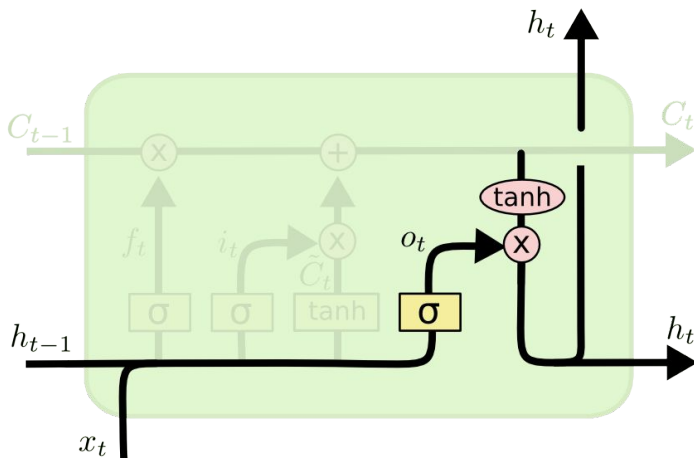 h_t
C_{t-1}
C_t
x
+
tanh
f_t
i_t
x
o_t
x
C̃_t
σ
σ
tanh
σ
h_{t-1}
h_t
x_t